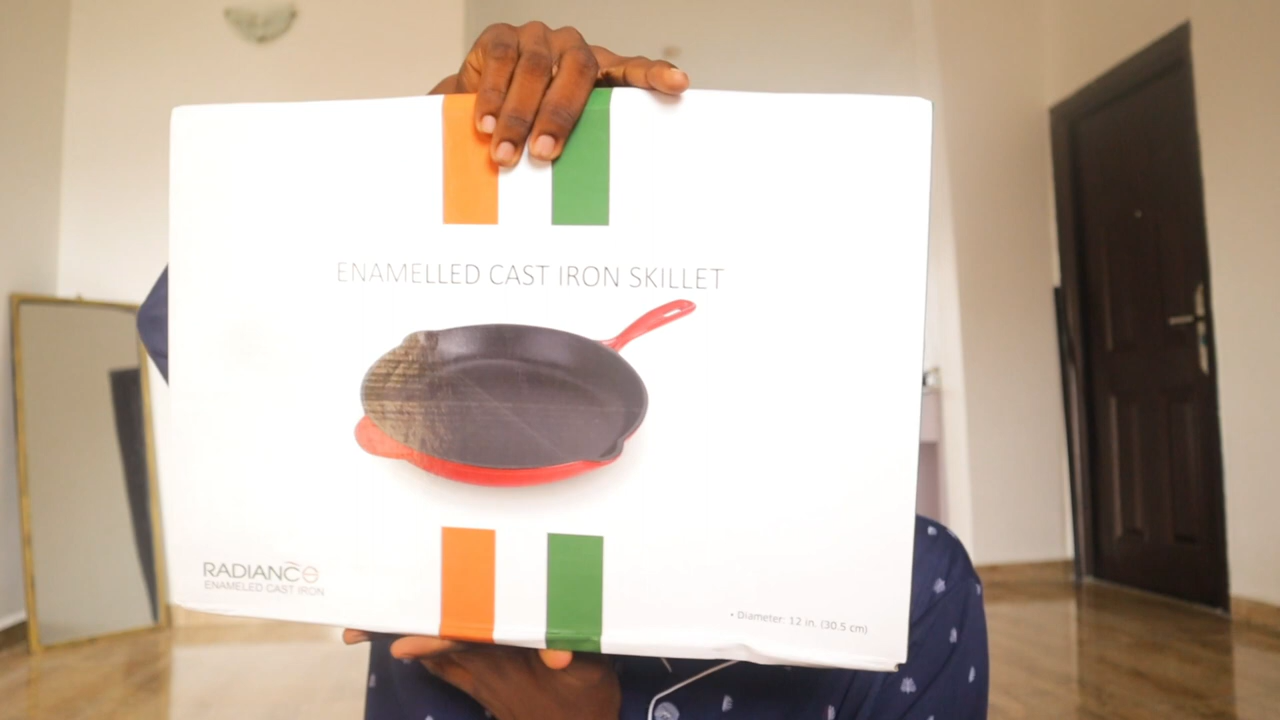 ENAMELLED CAST IRON SKILLET
RADIANCE
ENAMELED CAST IRON
• Diameter: 12 in. (30.5 cm)